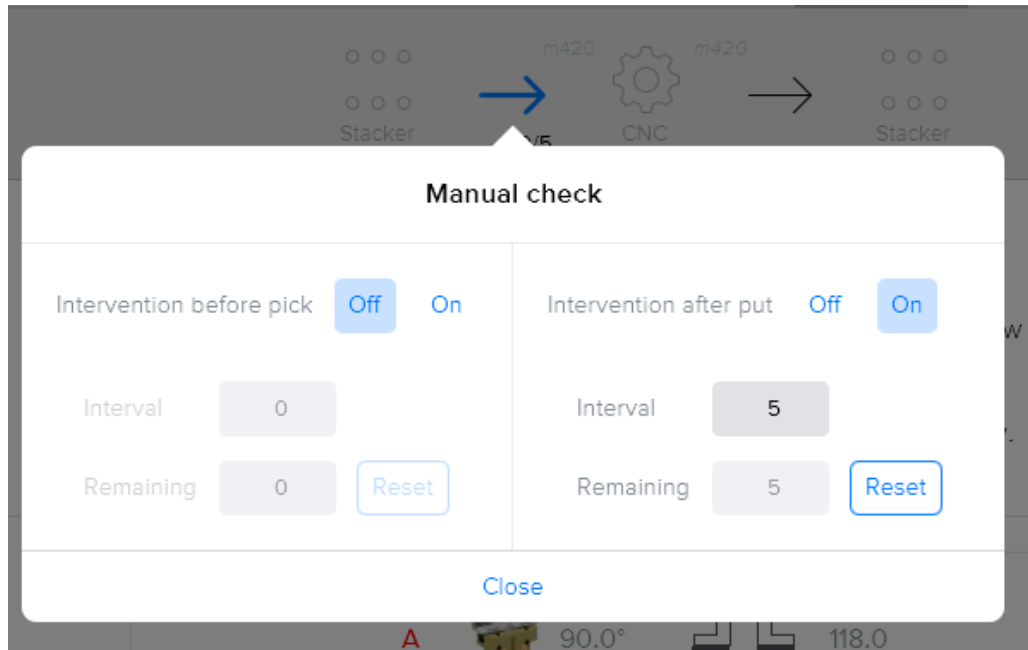 m420 m420
Stacker CNC Stacker
/5
Manual check
Intervention before pick Off On
Intervention after put Off On
w
Interval 0
Interval 5
Remaining 0 Reset
Remaining 5 Reset
Close
A 90.0° 118.0